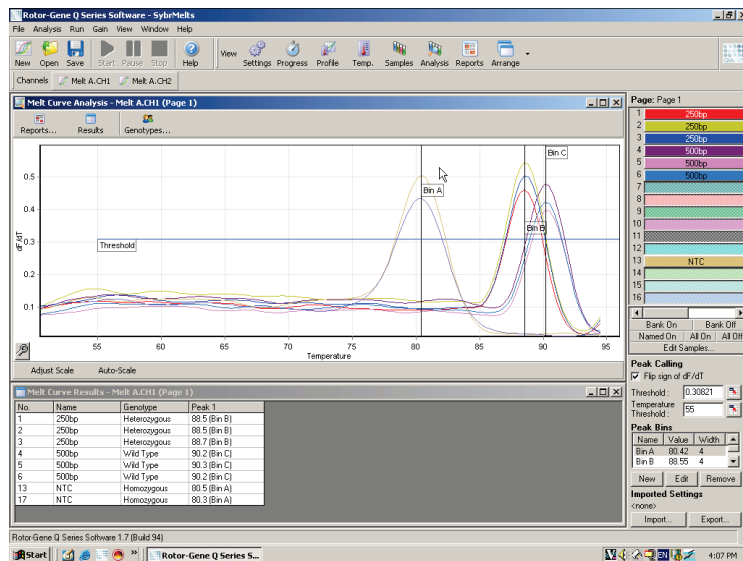 Rotor-Gene Q Series Software - SybrMelts
File Analysis Run Gain View Window Help
New Open Save Start Pause Stop Help View Settings Progress Profile Temp. Samples Analysis Reports Arrange
Channels Melt A.CH1 Melt A.CH2
Melt Curve Analysis - Melt A.CH1 (Page 1)
Reports... Results Genotypes...
Bin C
0.5
Bin A
0.4
Bin B
0.3
Threshold
dF/dT
0.2
0.1
55 60 65 70 75 80 85 90 95
Temperature
Adjust Scale Auto-Scale
Melt Curve Results - Melt A.CH1 (Page 1)
No. Name Genotype Peak 1
1 250bp Heterozygous 88.5 (Bin B)
2 250bp Heterozygous 88.5 (Bin B)
3 250bp Heterozygous 88.7 (Bin B)
4 500bp Wild Type 90.2 (Bin C)
5 500bp Wild Type 90.3 (Bin C)
6 500bp Wild Type 90.2 (Bin C)
13 NTC Homozygous 80.5 (Bin A)
17 NTC Homozygous 80.3 (Bin A)
Page: Page 1
1 250bp
2 250bp
3 250bp
4 500bp
5 500bp
6 500bp
7
8
9
10
11
12
13 NTC
14
15
16
Bank On Bank Off
Named On All On All Off
Edit Samples...
Peak Calling
Flip sign of dF/dT
Threshold : 0.30821
Temperature
Threshold : 55
Peak Bins
Name Value Width
Bin A 80.42 4
Bin B 88.55 4
New Edit Remove
Imported Settings
<none>
Import... Export...
Rotor-Gene Q Series Software 1.7 (Build 94)
Start » Rotor-Gene Q Series S... EN 4:07 PM